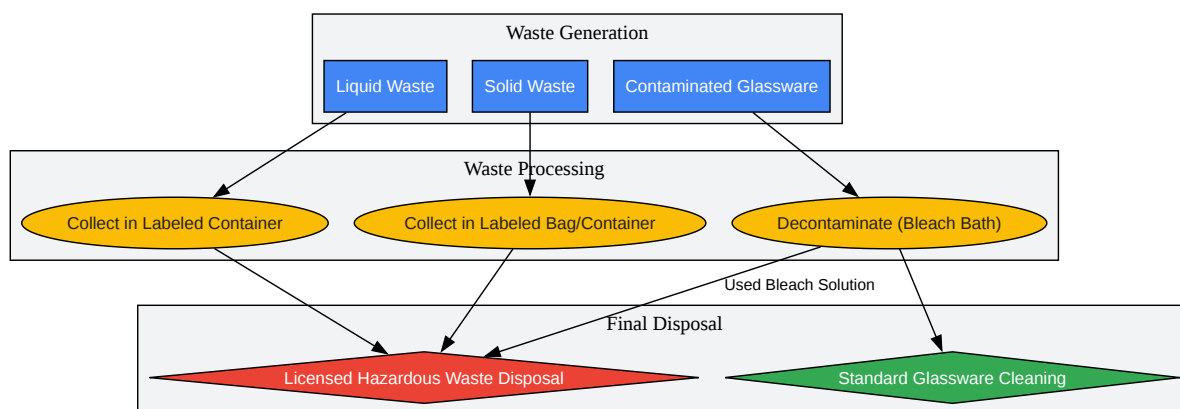 Waste Generation
Liquid Waste
Solid Waste
Contaminated Glassware
Waste Processing
Collect in Labeled Container
Collect in Labeled Bag/Container
Decontaminate (Bleach Bath)
Used Bleach Solution
Final Disposal
Licensed Hazardous Waste Disposal
Standard Glassware Cleaning